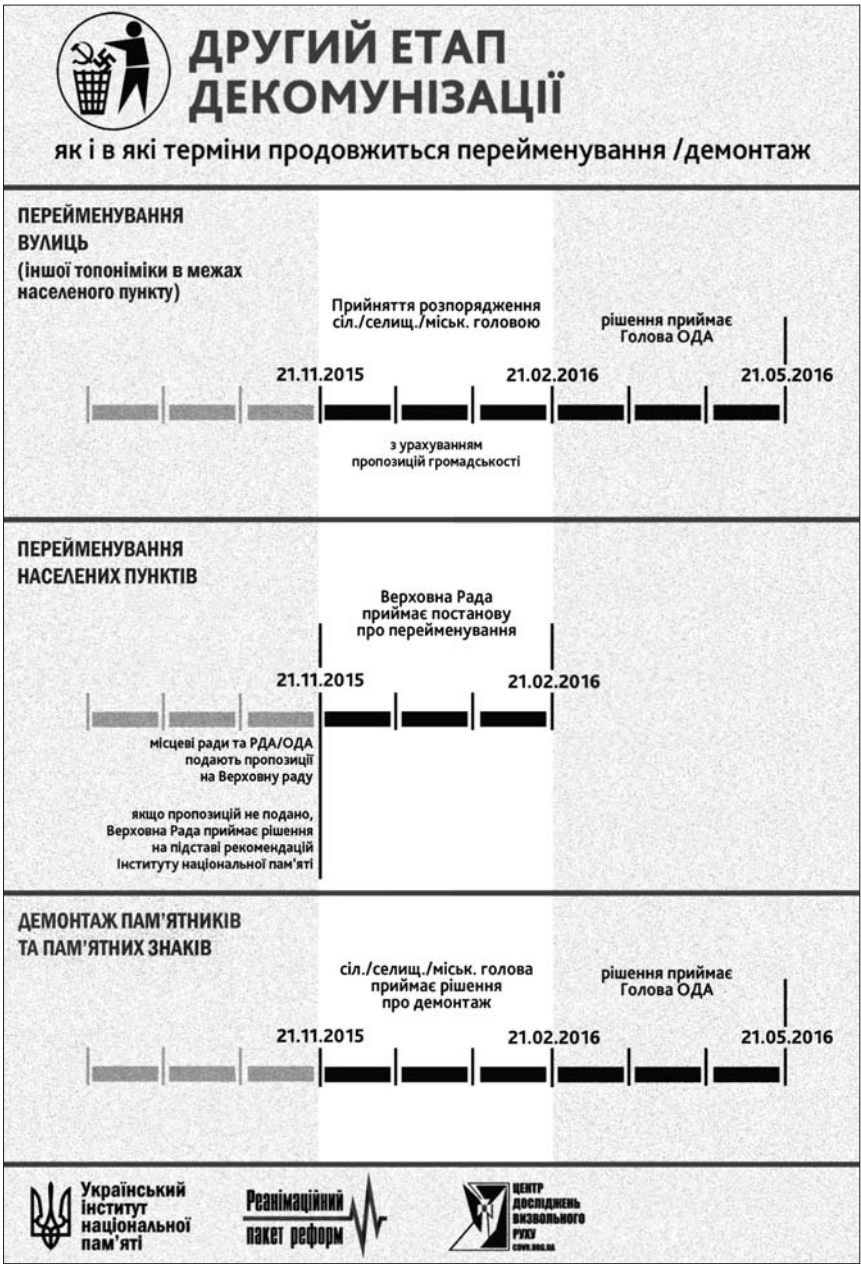 ДРУГИЙ ЕТАП
ДЕКОМУНІЗАЦІЇ
як і в які терміни продовжиться перейменування /демонтаж
ПЕРЕЙМЕНУВАННЯ
ВУЛИЦЬ
(іншої топоніміки в межах
населеного пункту)
Прийняття розпорядження
сіл./селищ./міськ. головою
рішення приймає
Голова ОДА
21.11.2015
21.02.2016
21.05.2016
з урахуванням
пропозицій громадськості
ПЕРЕЙМЕНУВАННЯ
НАСЕЛЕНИХ ПУНКТІВ
Верховна Рада
приймає постанову
про перейменування
21.11.2015
21.02.2016
місцеві ради та РДА/ОДА
подають пропозиції
на Верховну раду
якщо пропозицій не подано,
Верховна Рада приймає рішення
на підставі рекомендацій
Інституту національної пам'яті
ДЕМОНТАЖ ПАМ'ЯТНИКІВ
ТА ПАМ'ЯТНИХ ЗНАКІВ
сіл./селищ./міськ. голова
приймає рішення
про демонтаж
рішення приймає
Голова ОДА
21.11.2015
21.02.2016
21.05.2016
Український
інститут
національної
пам'яті
Реанімаційний
пакет реформ
ЦЕНТР
ДОСЛІДЖЕНЬ
ВИЗВОЛЬНОГО
РУХУ
CDVR.ORG.UA